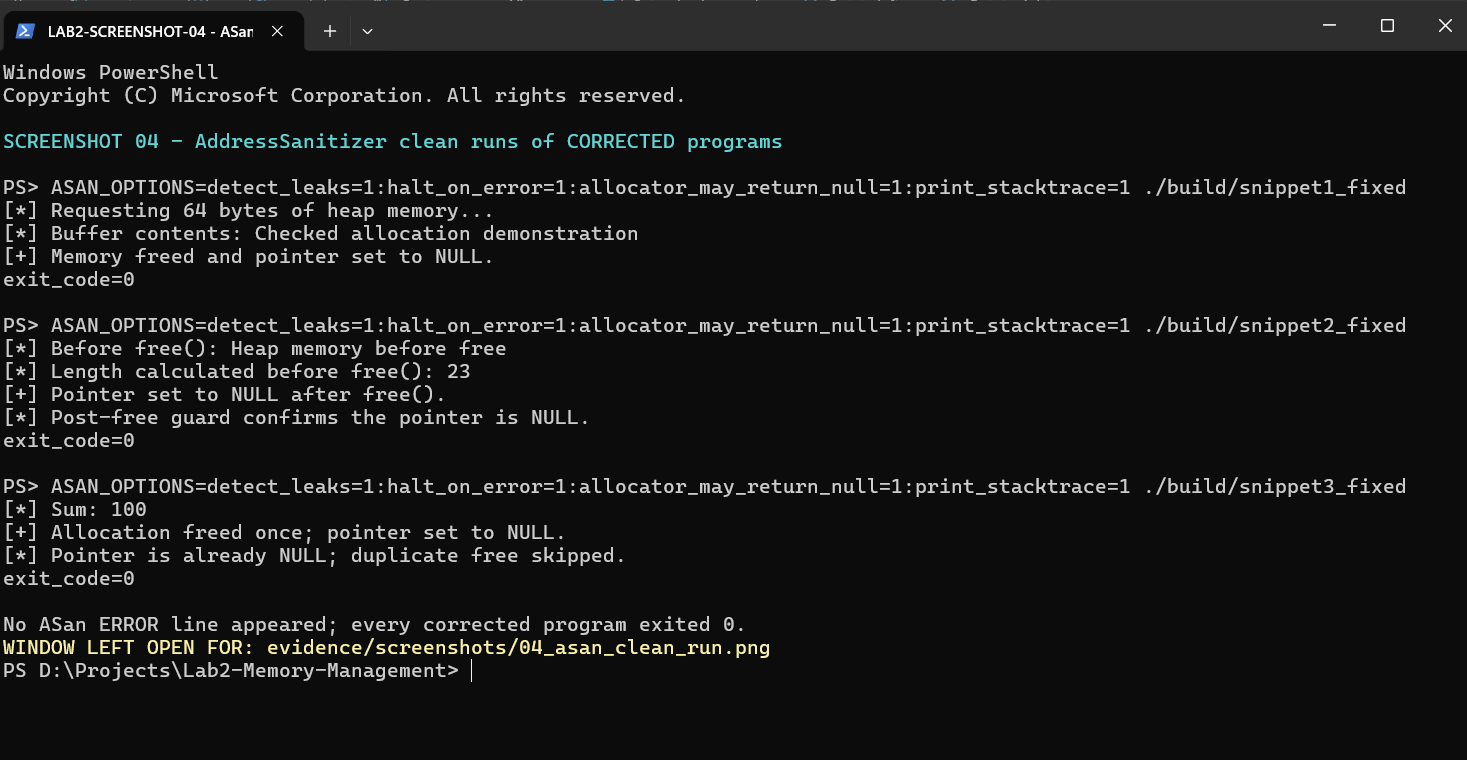 LAB2-SCREENSHOT-04 - ASan
Windows PowerShell
Copyright (C) Microsoft Corporation. All rights reserved.
SCREENSHOT 04 - AddressSanitizer clean runs of CORRECTED programs
PS> ASAN_OPTIONS=detect_leaks=1:halt_on_error=1:allocator_may_return_null=1:print_stacktrace=1 ./build/snippet1_fixed
[*] Requesting 64 bytes of heap memory...
[*] Buffer contents: Checked allocation demonstration
[+] Memory freed and pointer set to NULL.
exit_code=0
PS> ASAN_OPTIONS=detect_leaks=1:halt_on_error=1:allocator_may_return_null=1:print_stacktrace=1 ./build/snippet2_fixed
[*] Before free(): Heap memory before free
[*] Length calculated before free(): 23
[+] Pointer set to NULL after free().
[*] Post-free guard confirms the pointer is NULL.
exit_code=0
PS> ASAN_OPTIONS=detect_leaks=1:halt_on_error=1:allocator_may_return_null=1:print_stacktrace=1 ./build/snippet3_fixed
[*] Sum: 100
[+] Allocation freed once; pointer set to NULL.
[*] Pointer is already NULL; duplicate free skipped.
exit_code=0
No ASan ERROR line appeared; every corrected program exited 0.
WINDOW LEFT OPEN FOR: evidence/screenshots/04_asan_clean_run.png
PS D:\Projects\Lab2-Memory-Management>